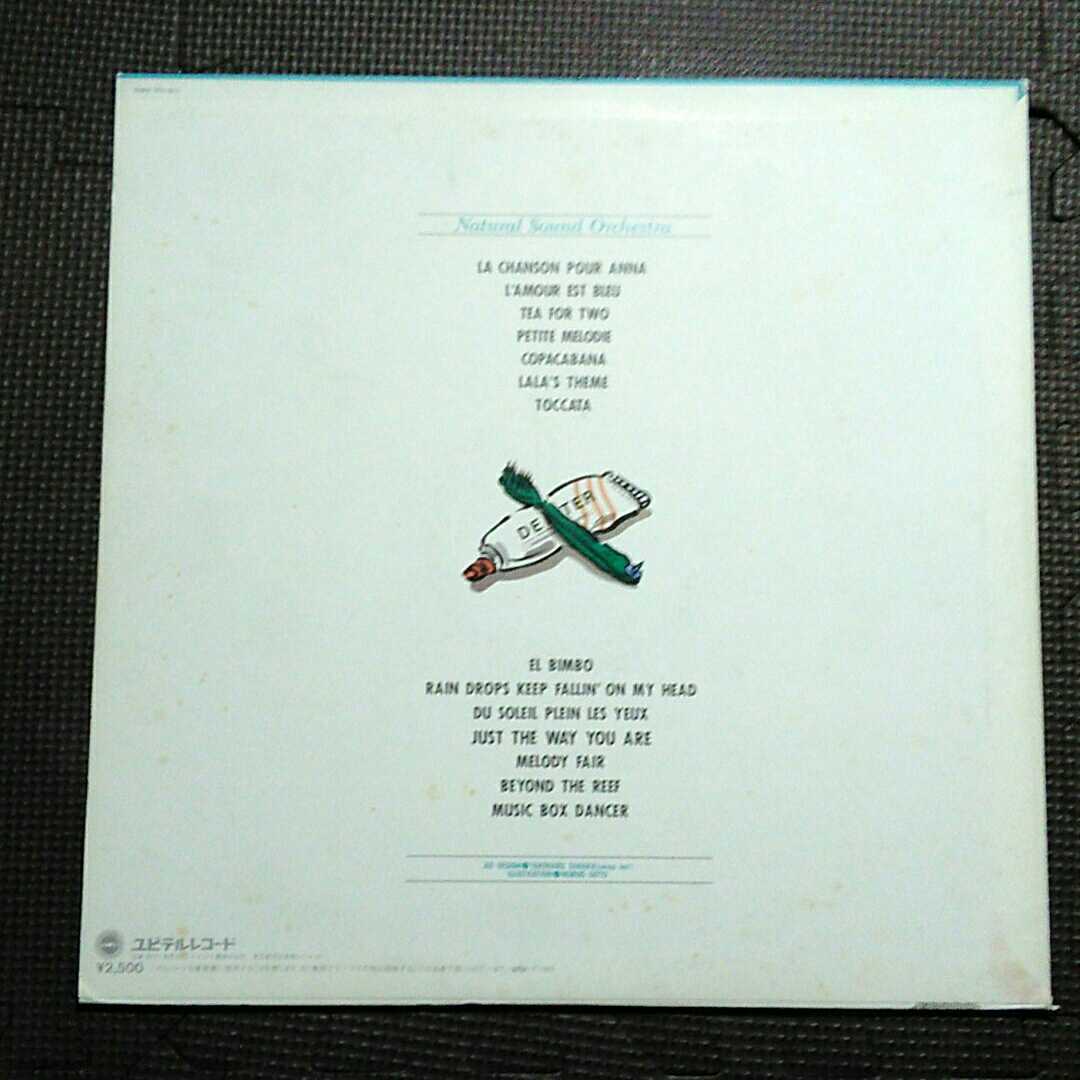 Natural Sound Orchestra
LA CHANSON POUR ANNA
L'AMOUR EST BLEU
TEA FOR TWO
PETITE MELODIE
COPACABANA
LALA'S THEME
TOCCATA
DE TER
EL BIMBO
RAIN DROPS KEEP FALLIN' ON MY HEAD
DU SOLEIL PLEIN LES YEUX
JUST THE WAY YOU ARE
MELODY FAIR
BEYOND THE REEF
MUSIC BOX DANCER
ユピテルレコード
¥2,500